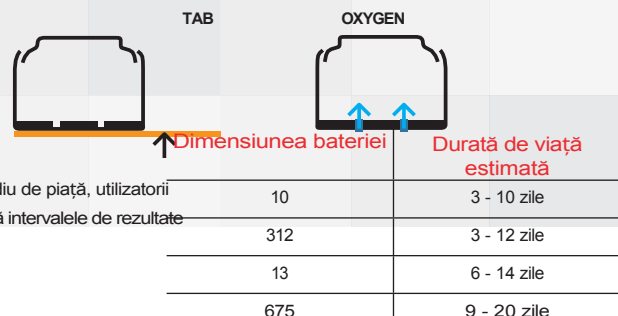 TAB
OXYGEN
Dimensiunea bateriei
Durată de viață
estimată
de piață, utilizatorii
intervalele de rezultate
10
3 - 10 zile
312
3 - 12 zile
13
6 - 14 zile
675
9 - 20 zile